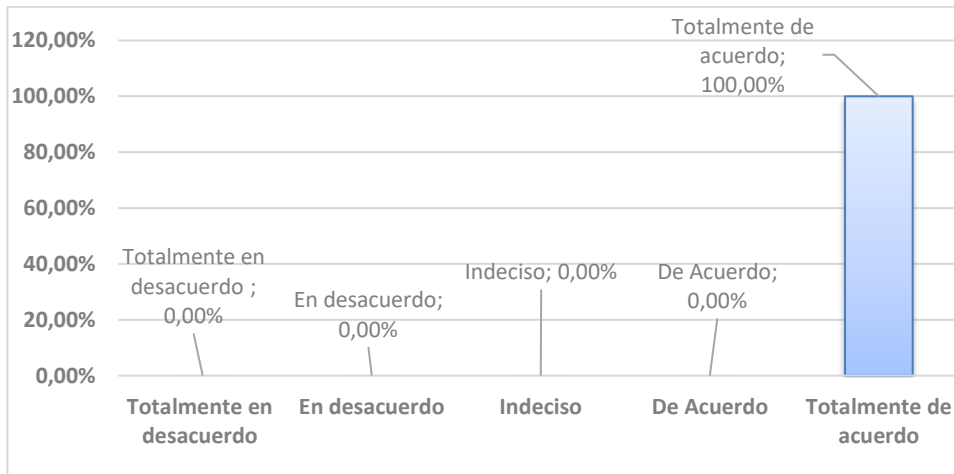 120,00%
100,00%
80,00%
60,00%
40,00%
20,00%
0,00%
Totalmente en
desacuerdo ;
0,00%
En desacuerdo;
0,00%
Indeciso; 0,00%
De Acuerdo;
0,00%
Totalmente de
acuerdo;
100,00%
Totalmente en
desacuerdo
En desacuerdo
Indeciso
De Acuerdo
Totalmente de
acuerdo